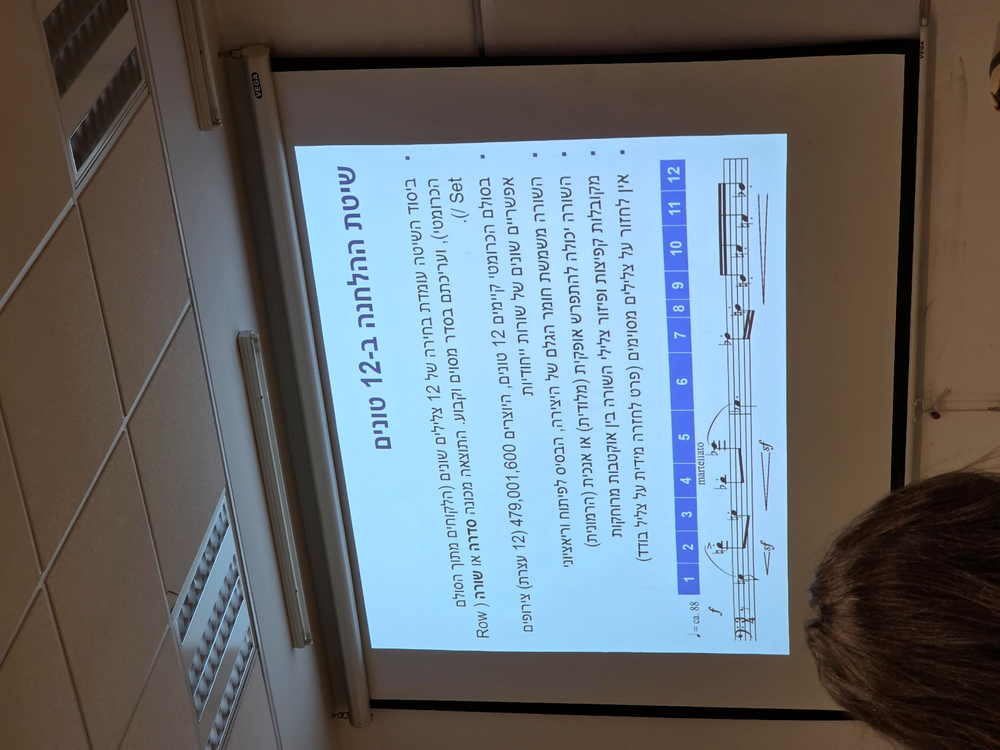 שיטת ההלחנה ב-12 טונים
▪ ביסוד השיטה עומדת בחירה של 12 צלילים שונים (הלקוחים מתוך הסולם
הכרומטי), ועריכתם בסדר מסוים וקבוע. התוצאה מכונה סדרה או שורה (Row
/ Set).
▪ בסולם הכרומטי קיימים 12 טונים, היוצרים 479,001,600 (12 עצרת) צירופים
אפשריים שונים של שורות ייחודיות
▪ השורה משמשת חומר הגלם של היצירה, הבסיס לפיתוח וריאציוני
▪ השורה יכולה להתפרש אופקית (מלודית) או אנכית (הרמונית)
▪ מקובלות קפיצות ופיזור צלילי השורה בין אוקטבות מרוחקות
▪ אין לחזור על צלילים מסוימים (פרט לחזרה מידית על צליל בודד)
1 2 3 4 5 6 7 8 9 10 11 12
♩ = ca. 88
martellato
f
sf sf
VEGA
VEGA